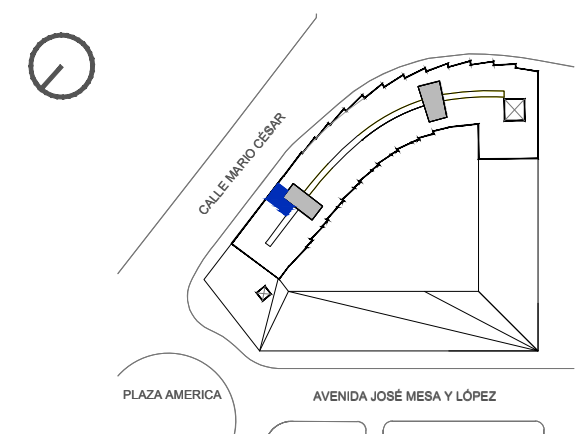 CALLE MARIO CÉSAR
PLAZA AMERICA
AVENIDA JOSÉ MESA Y LÓPEZ